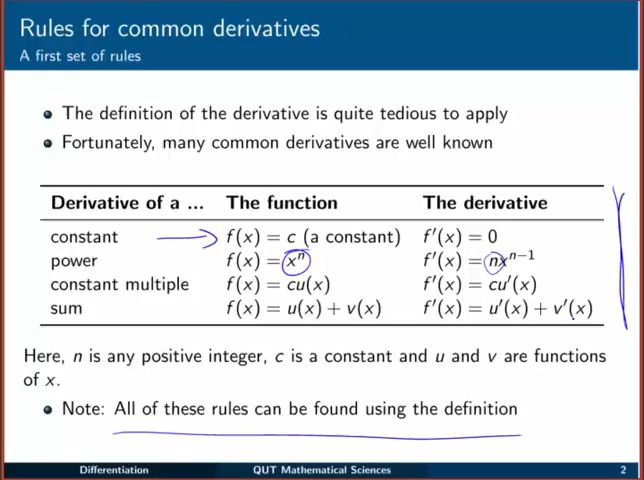 Rules for common derivatives
A first set of rules
The definition of the derivative is quite tedious to apply
Fortunately, many common derivatives are well known
Derivative of a ... The function The derivative
constant f(x) = c (a constant) f′(x) = 0
power f(x) = xⁿ f′(x) = nxⁿ⁻¹
constant multiple f(x) = cu(x) f′(x) = cu′(x)
sum f(x) = u(x) + v(x) f′(x) = u′(x) + v′(x)
Here, n is any positive integer, c is a constant and u and v are functions
of x.
Note: All of these rules can be found using the definition
Differentiation QUT Mathematical Sciences 2